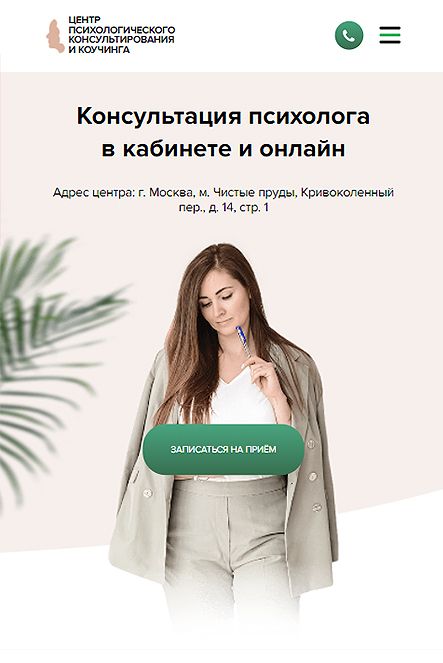 ЦЕНТР
ПСИХОЛОГИЧЕСКОГО
КОНСУЛЬТИРОВАНИЯ
И КОУЧИНГА
Консультация психолога
в кабинете и онлайн
Адрес центра: г. Москва, м. Чистые пруды, Кривоколенный
пер., д. 14, стр. 1
ЗАПИСАТЬСЯ НА ПРИЁМ